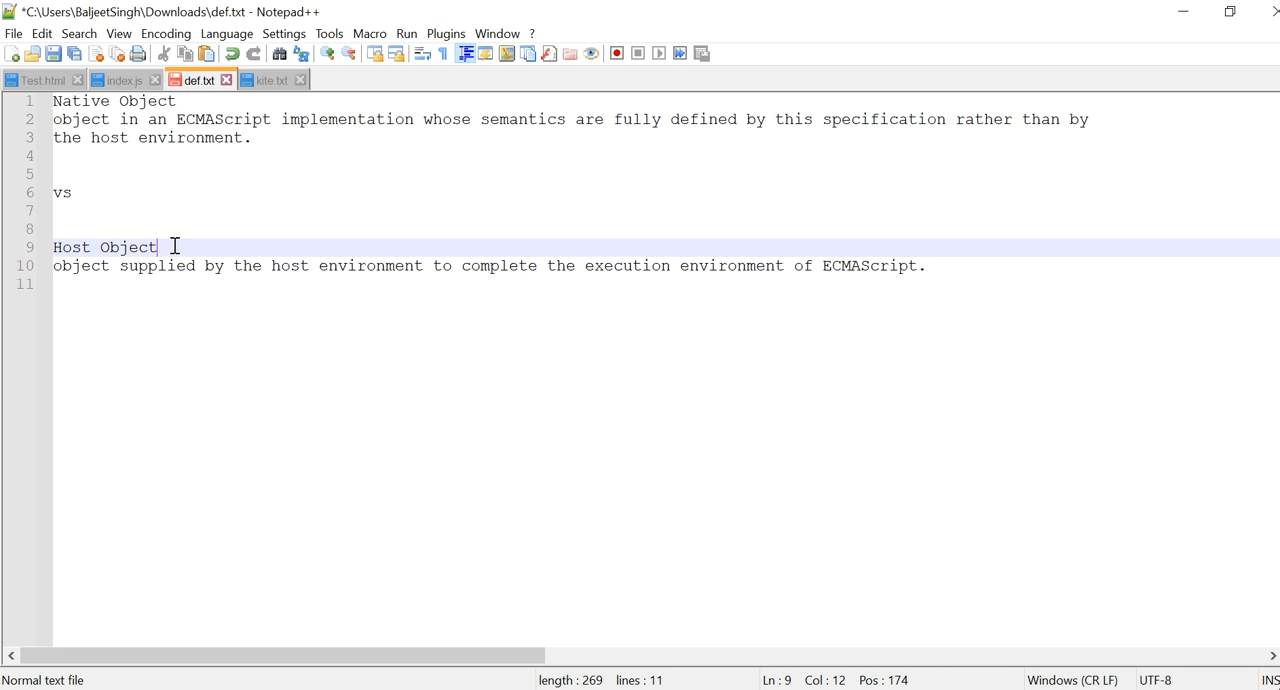 *C:\Users\BaljeetSingh\Downloads\def.txt - Notepad++
File Edit Search View Encoding Language Settings Tools Macro Run Plugins Window ?
Test.html index.js def.txt kite.txt
1 Native Object
2 object in an ECMAScript implementation whose semantics are fully defined by this specification rather than by
3 the host environment.
4
5
6 vs
7
8
9 Host Object
10 object supplied by the host environment to complete the execution environment of ECMAScript.
11
Normal text file length : 269 lines : 11 Ln : 9 Col : 12 Pos : 174 Windows (CR LF) UTF-8 INS